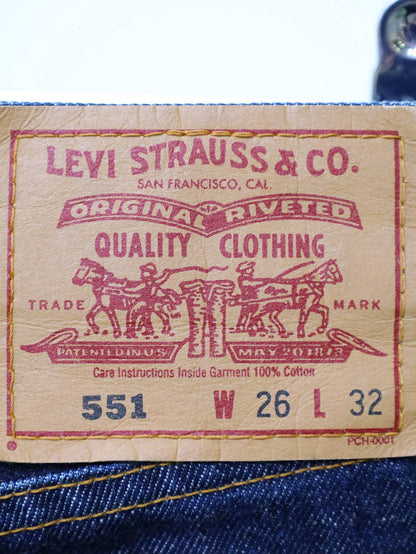 LEVI STRAUSS & CO.
SAN FRANCISCO, CAL.
ORIGINAL RIVETED
QUALITY CLOTHING
TRADE MARK
PATENTED IN U.S. MAY 20 1873
Care Instructions Inside Garment 100% Cotton
551 W 26 L 32
PCH-0001